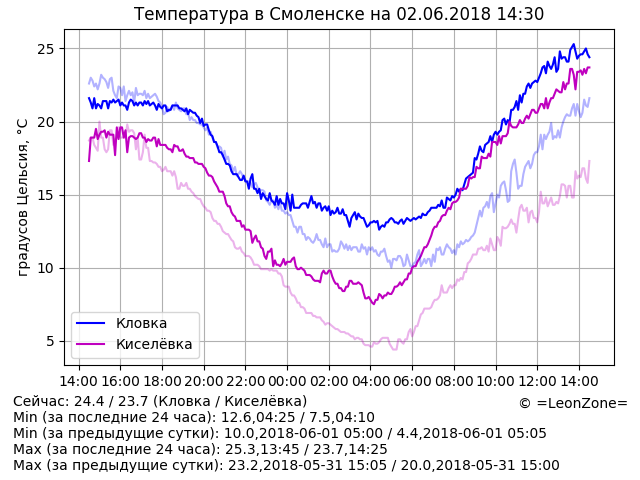 Температура в Смоленске на 02.06.2018 14:30
градусов Цельсия, °C
25
20
15
10
5
Кловка
Киселёвка
14:00 16:00 18:00 20:00 22:00 00:00 02:00 04:00 06:00 08:00 10:00 12:00 14:00
Сейчас: 24.4 / 23.7 (Кловка / Киселёвка)
© =LeonZone=
Min (за последние 24 часа): 12.6,04:25 / 7.5,04:10
Min (за предыдущие сутки): 10.0,2018-06-01 05:00 / 4.4,2018-06-01 05:05
Max (за последние 24 часа): 25.3,13:45 / 23.7,14:25
Max (за предыдущие сутки): 23.2,2018-05-31 15:05 / 20.0,2018-05-31 15:00